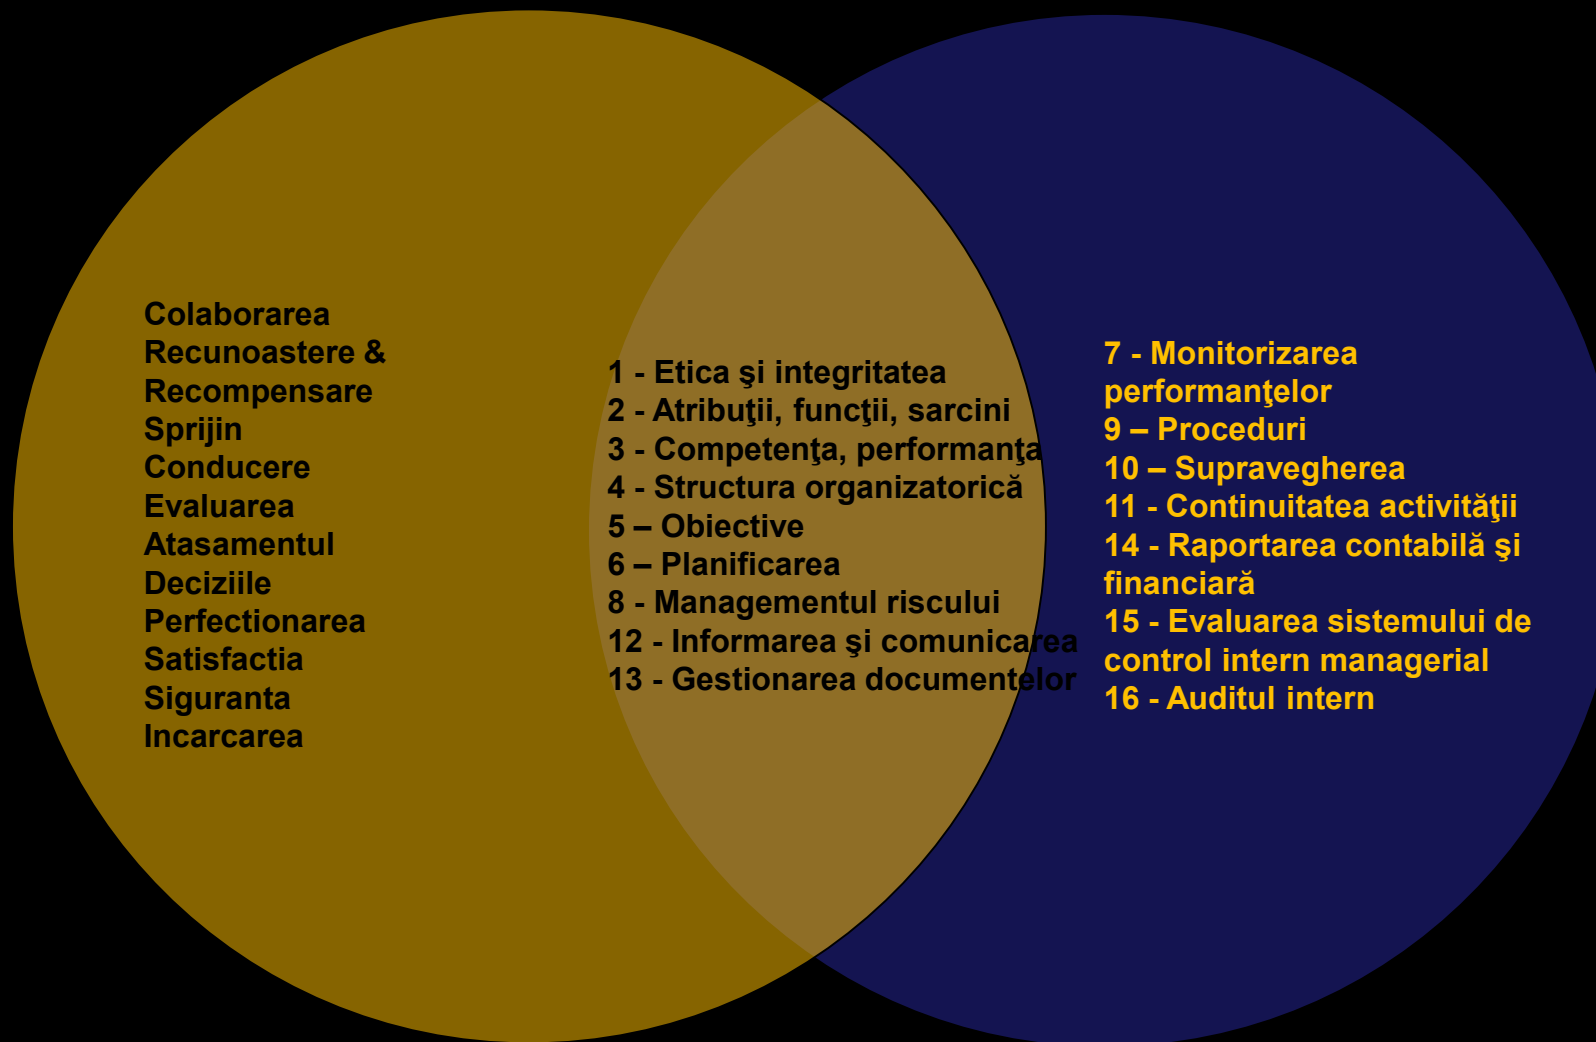 Colaborarea
Recunoastere &
Recompensare
Sprijin
Conducere
Evaluarea
Atasamentul
Deciziile
Perfectionarea
Satisfactia
Siguranta
Incarcarea
1 - Etica şi integritatea
2 - Atribuţii, funcţii, sarcini
3 - Competenţa, performanţa
4 - Structura organizatorică
5 – Obiective
6 – Planificarea
8 - Managementul riscului
12 - Informarea şi comunicarea
13 - Gestionarea documentelor
7 - Monitorizarea
performanţelor
9 – Proceduri
10 – Supravegherea
11 - Continuitatea activităţii
14 - Raportarea contabilă şi
financiară
15 - Evaluarea sistemului de
control intern managerial
16 - Auditul intern